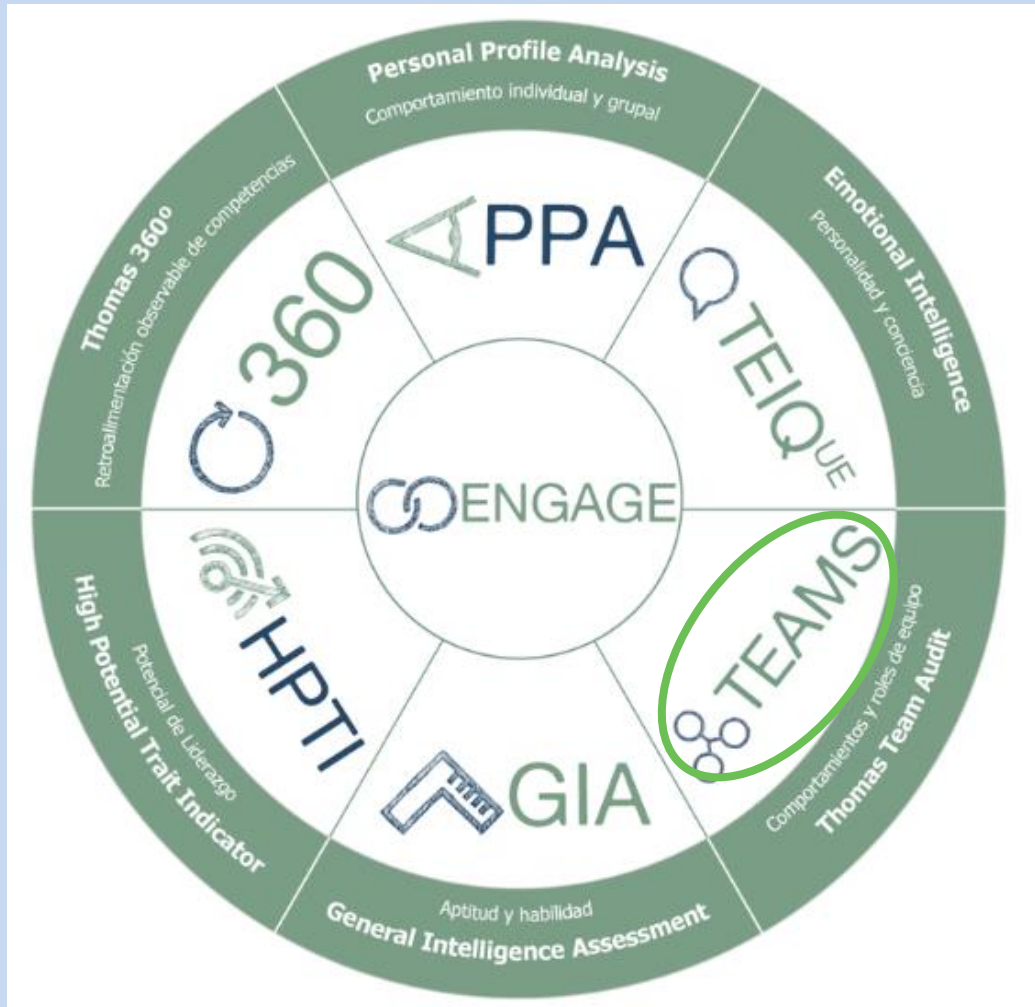 Personal Profile Analysis
Comportamiento individual y grupal
PPA
Emotional Intelligence
Personalidad y conciencia
TEIQUE
Thomas Team Audit
Comportamientos y roles de equipo
TEAMS
General Intelligence Assessment
Aptitud y habilidad
GIA
High Potential Trait Indicator
Potencial de Liderazgo
HPTI
Thomas 360º
Retroalimentación observable de competencias
360
ENGAGE